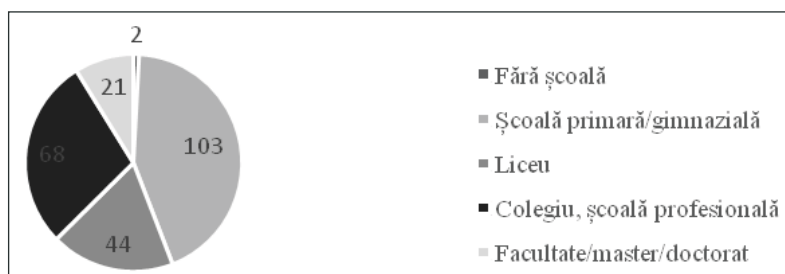 2
21
103
68
44
Fără școală
Școală primară/gimnazială
Liceu
Colegiu, școală profesională
Facultate/master/doctorat